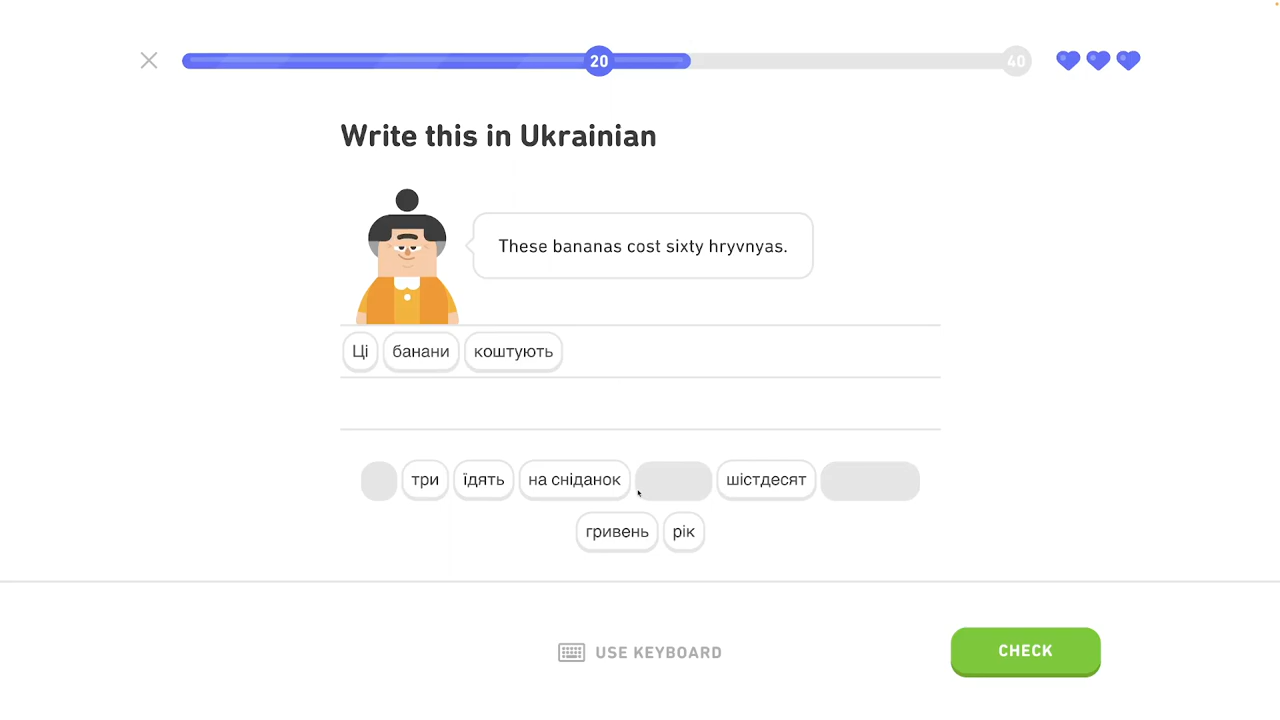 20
40
Write this in Ukrainian
These bananas cost sixty hryvnyas.
Ці банани коштують
три їдять на сніданок шістдесят
гривень рік
USE KEYBOARD
CHECK